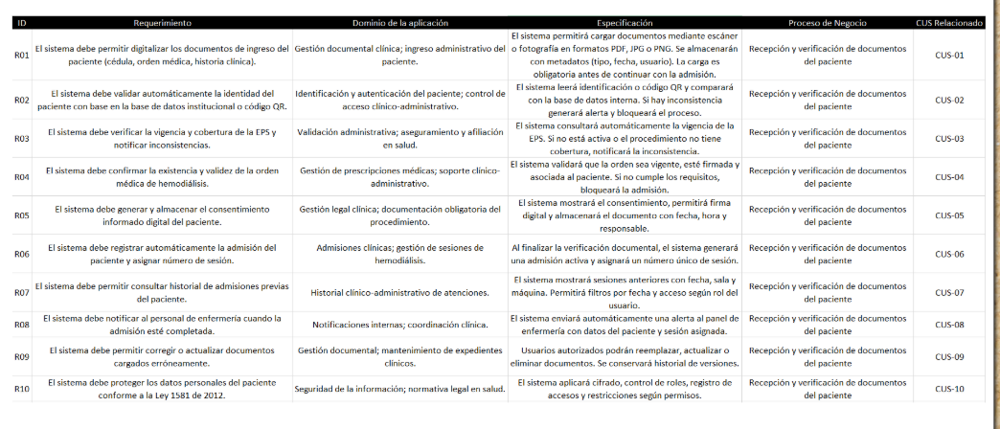 ID Requerimiento Dominio de la aplicación Especificación Proceso de Negocio CUS Relacionado
R01 El sistema debe permitir digitalizar los documentos de ingreso del paciente (cédula, orden médica, historia clínica). Gestión documental clínica; ingreso administrativo del paciente. El sistema permitirá cargar documentos mediante escáner o fotografía en formatos PDF, JPG o PNG. Se almacenarán con metadatos (tipo, fecha, usuario). La carga es obligatoria antes de continuar con la admisión. Recepción y verificación de documentos del paciente CUS-01
R02 El sistema debe validar automáticamente la identidad del paciente con base en la base de datos institucional o código QR. Identificación y autenticación del paciente; control de acceso clínico-administrativo. El sistema leerá identificación o código QR y comparará con la base de datos interna. Si hay inconsistencia generará alerta y bloqueará el proceso. Recepción y verificación de documentos del paciente CUS-02
R03 El sistema debe verificar la vigencia y cobertura de la EPS y notificar inconsistencias. Validación administrativa; aseguramiento y afiliación en salud. El sistema consultará automáticamente la vigencia de la EPS. Si no está activa o el procedimiento no tiene cobertura, notificará la inconsistencia. Recepción y verificación de documentos del paciente CUS-03
R04 El sistema debe confirmar la existencia y validez de la orden médica de hemodiálisis. Gestión de prescripciones médicas; soporte clínico-administrativo. El sistema validará que la orden sea vigente, esté firmada y asociada al paciente. Si no cumple los requisitos, bloqueará la admisión. Recepción y verificación de documentos del paciente CUS-04
R05 El sistema debe generar y almacenar el consentimiento informado digital del paciente. Gestión legal clínica; documentación obligatoria del procedimiento. El sistema mostrará el consentimiento, permitirá firma digital y almacenará el documento con fecha, hora y responsable. Recepción y verificación de documentos del paciente CUS-05
R06 El sistema debe registrar automáticamente la admisión del paciente y asignar número de sesión. Admisiones clínicas; gestión de sesiones de hemodiálisis. Al finalizar la verificación documental, el sistema generará una admisión activa y asignará un número único de sesión. Recepción y verificación de documentos del paciente CUS-06
R07 El sistema debe permitir consultar historial de admisiones previas del paciente. Historial clínico-administrativo de atenciones. El sistema mostrará sesiones anteriores con fecha, sala y máquina. Permitirá filtros por fecha y acceso según rol del usuario. Recepción y verificación de documentos del paciente CUS-07
R08 El sistema debe notificar al personal de enfermería cuando la admisión esté completada. Notificaciones internas; coordinación clínica. El sistema enviará automáticamente una alerta al panel de enfermería con datos del paciente y sesión asignada. Recepción y verificación de documentos del paciente CUS-08
R09 El sistema debe permitir corregir o actualizar documentos cargados erróneamente. Gestión documental; mantenimiento de expedientes clínicos. Usuarios autorizados podrán reemplazar, actualizar o eliminar documentos. Se conservará historial de versiones. Recepción y verificación de documentos del paciente CUS-09
R10 El sistema debe proteger los datos personales del paciente conforme a la Ley 1581 de 2012. Seguridad de la información; normativa legal en salud. El sistema aplicará cifrado, control de roles, registro de accesos y restricciones según permisos. Recepción y verificación de documentos del paciente CUS-10